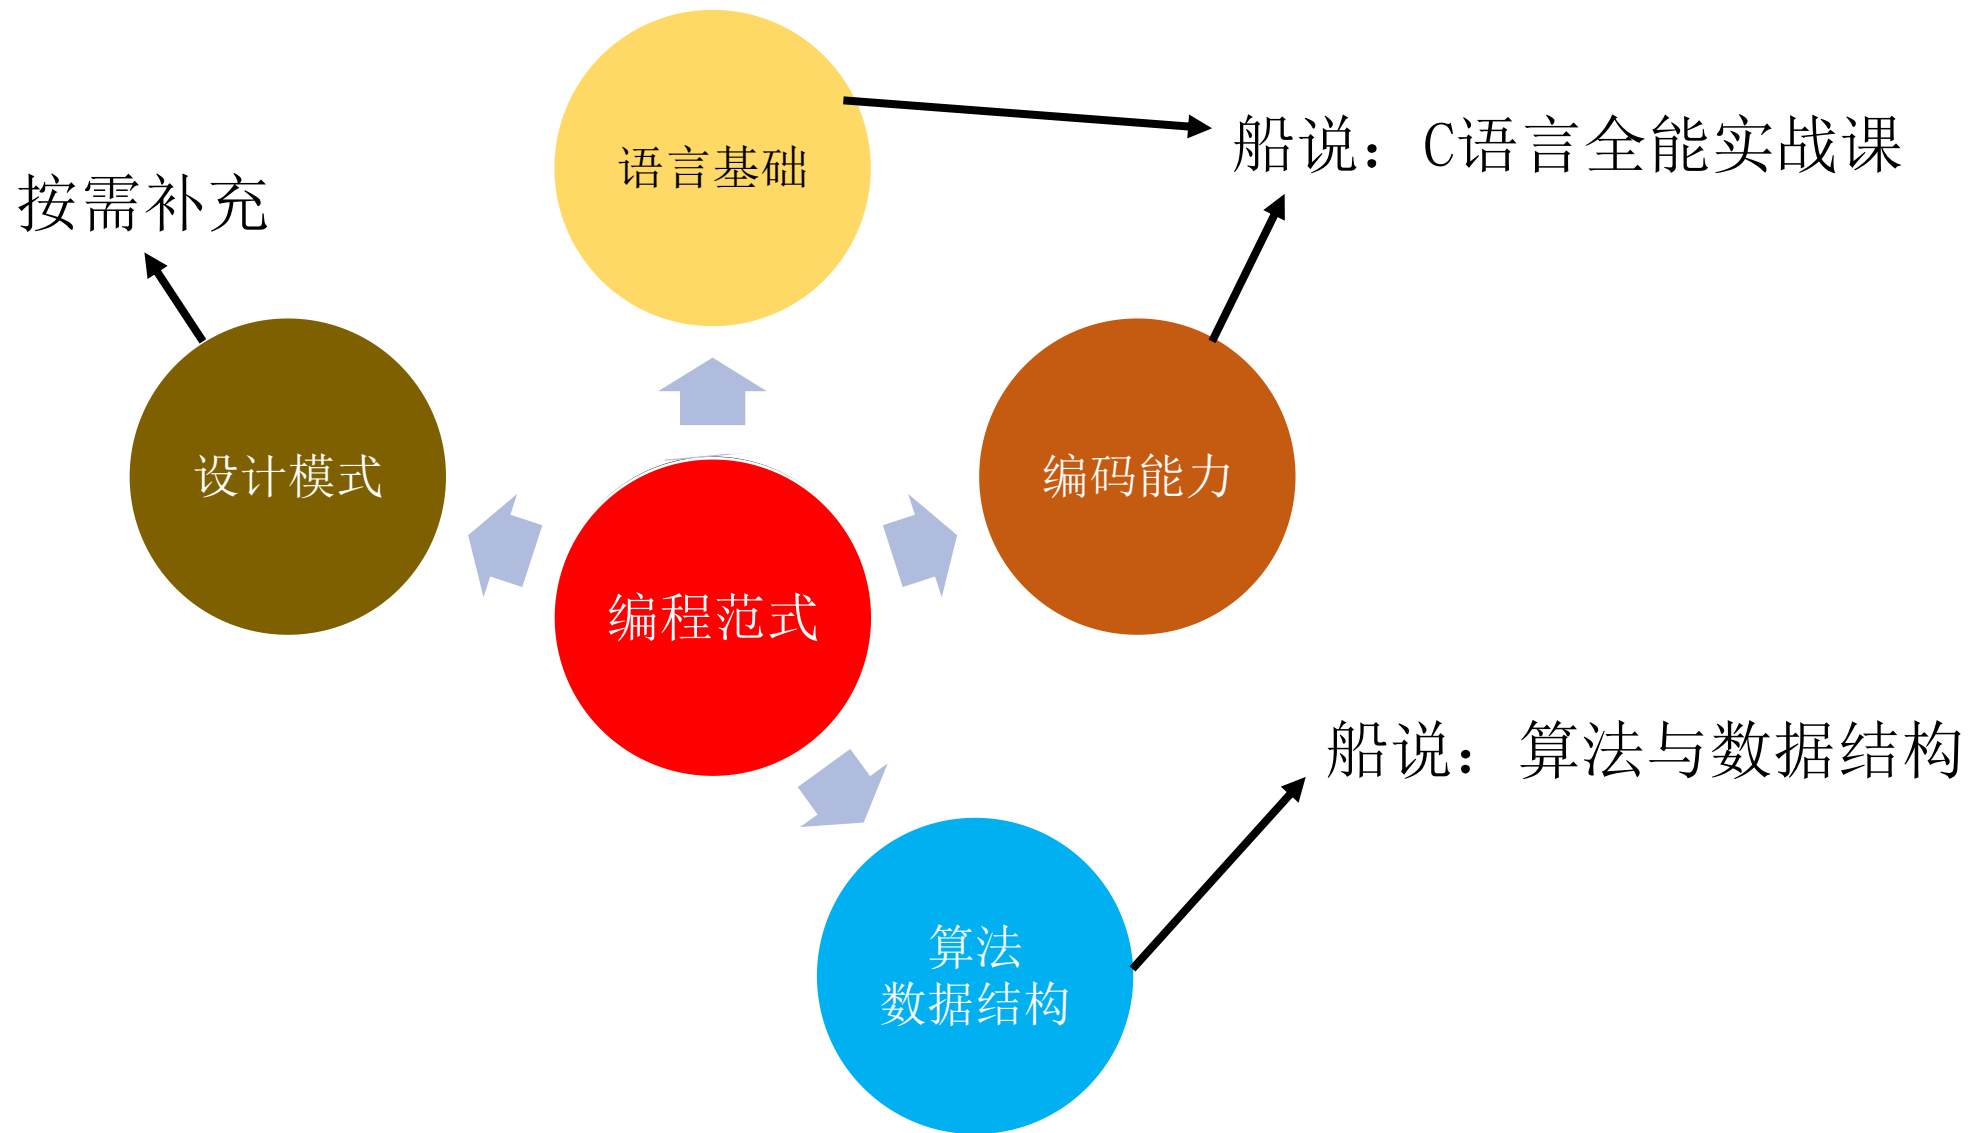 语言基础
船说：C语言全能实战课
按需补充
设计模式
编码能力
编程范式
船说：算法与数据结构
算法
数据结构